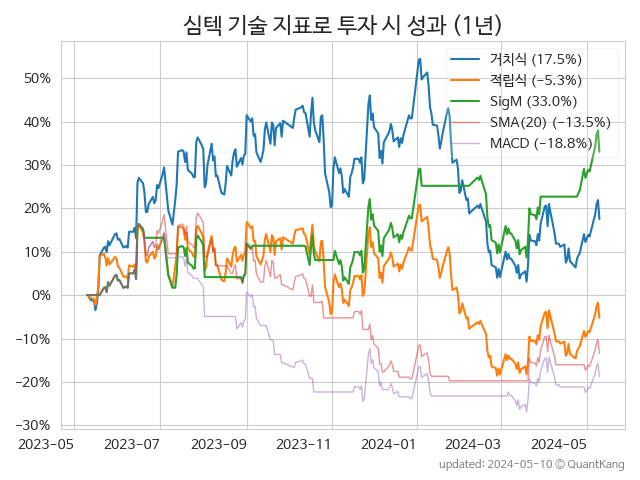 심텍 기술 지표로 투자 시 성과 (1년)
거치식 (17.5%)
적립식 (−5.3%)
SigM (33.0%)
SMA(20) (−13.5%)
MACD (−18.8%)
50%
40%
30%
20%
10%
0%
−10%
−20%
−30%
2023-05 2023-07 2023-09 2023-11 2024-01 2024-03 2024-05
updated: 2024-05-10 © QuantKang